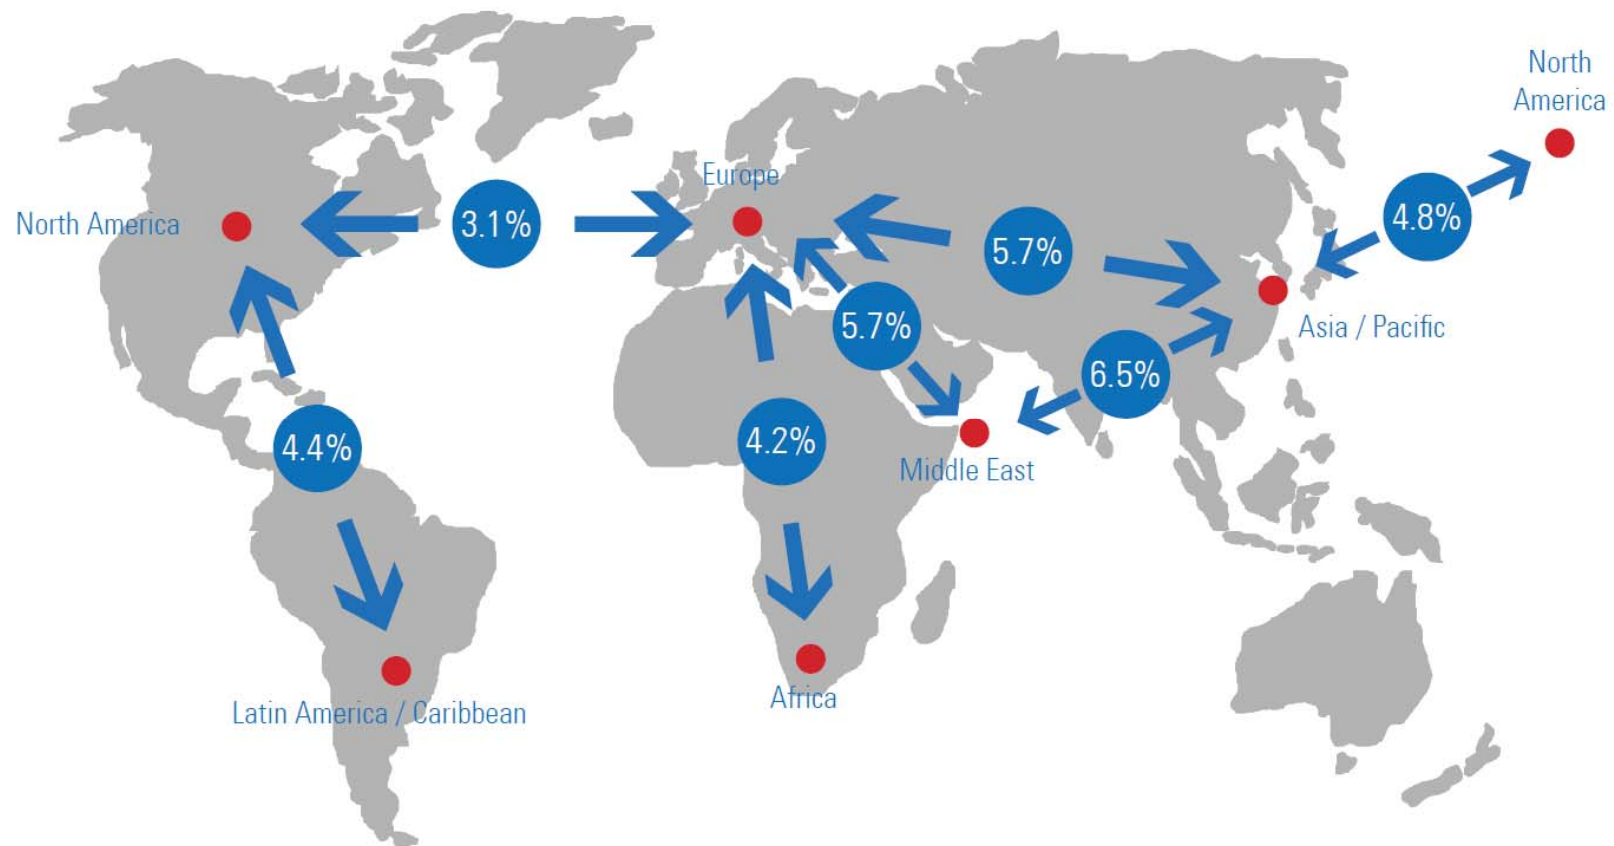 North
America
Europe
North America
3.1%
4.8%
5.7%
5.7%
Asia / Pacific
6.5%
4.4%
4.2%
Middle East
Africa
Latin America / Caribbean